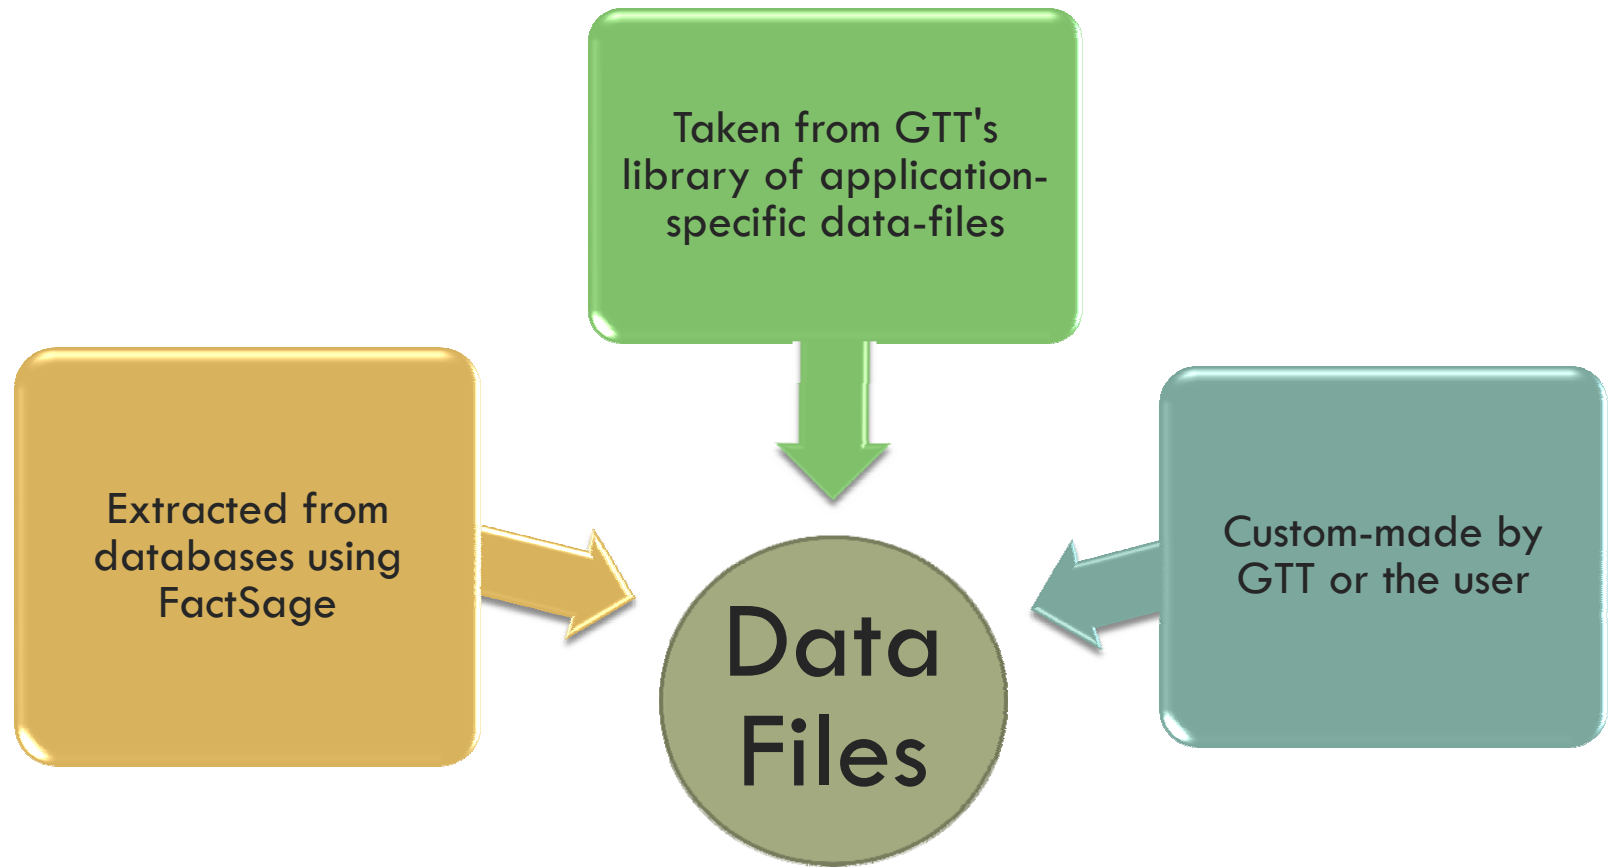 Taken from GTT's
library of application-
specific data-files
Extracted from
databases using
FactSage
Custom-made by
GTT or the user
Data
Files